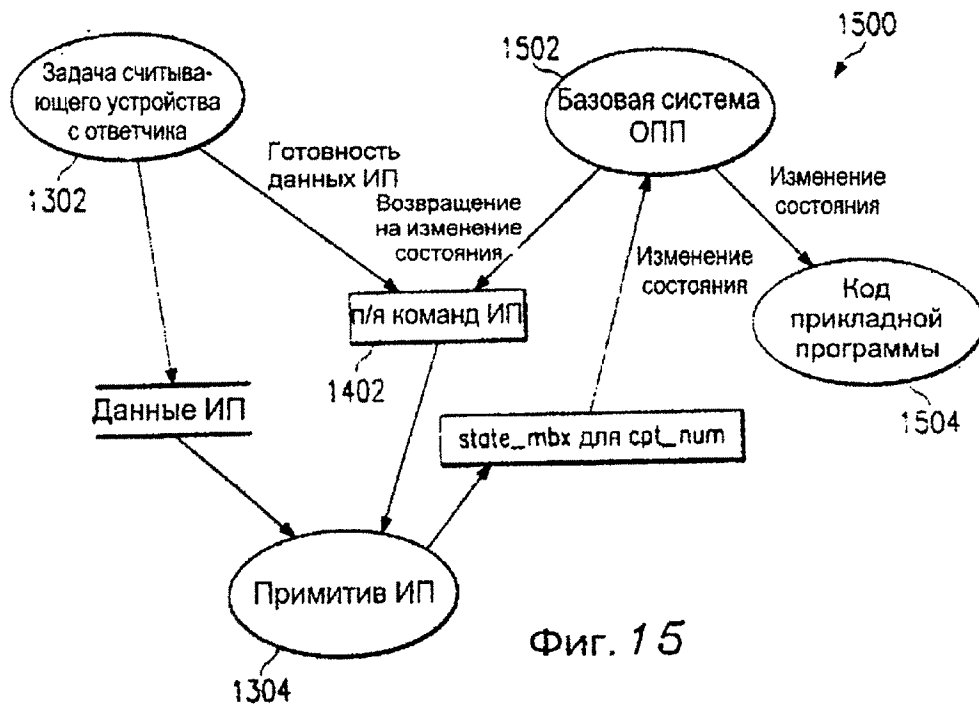 1500
1502
Задача считыва-
ющего устройства
с ответчика
1302
Базовая система
ОПП
Готовность
данных ИП
Возвращение
на изменение
состояния
Изменение
состояния
Изменение
состояния
п/я команд ИП
1402
Код
прикладной
программы
1504
Данные ИП
state_mbx для cpt_num
Примитив ИП
1304
Фиг. 15